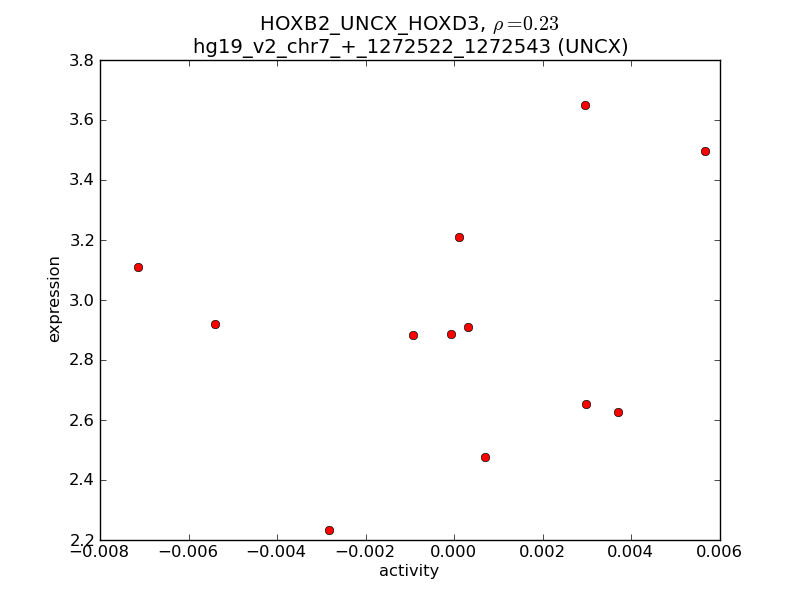 HOXB2_UNCX_HOXD3, ρ=0.23
hg19_v2_chr7_+_1272522_1272543 (UNCX)
3.8
3.6
3.4
3.2
3.0
2.8
2.6
2.4
2.2
expression
−0.008 −0.006 −0.004 −0.002 0.000 0.002 0.004 0.006
activity